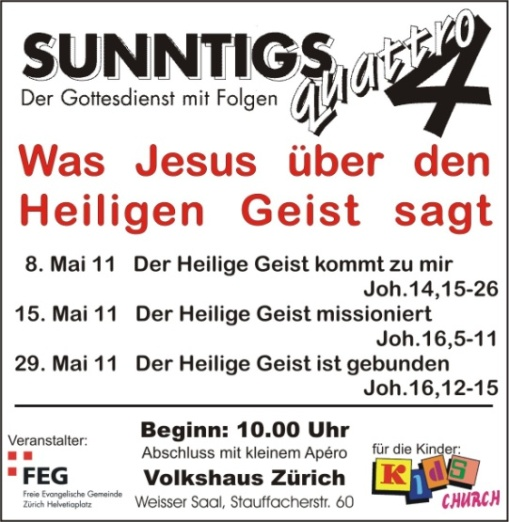 SUNNTIGS
quattro 4
Der Gottesdienst mit Folgen
Was Jesus über den
Heiligen Geist sagt
8. Mai 11 Der Heilige Geist kommt zu mir
Joh.14,15-26
15. Mai 11 Der Heilige Geist missioniert
Joh.16,5-11
29. Mai 11 Der Heilige Geist ist gebunden
Joh.16,12-15
Veranstalter:
FEG
Freie Evangelische Gemeinde
Zürich Helvetiaplatz
Beginn: 10.00 Uhr
Abschluss mit kleinem Apéro
Volkshaus Zürich
Weisser Saal, Stauffacherstr. 60
für die Kinder:
KIdS
CHURCH